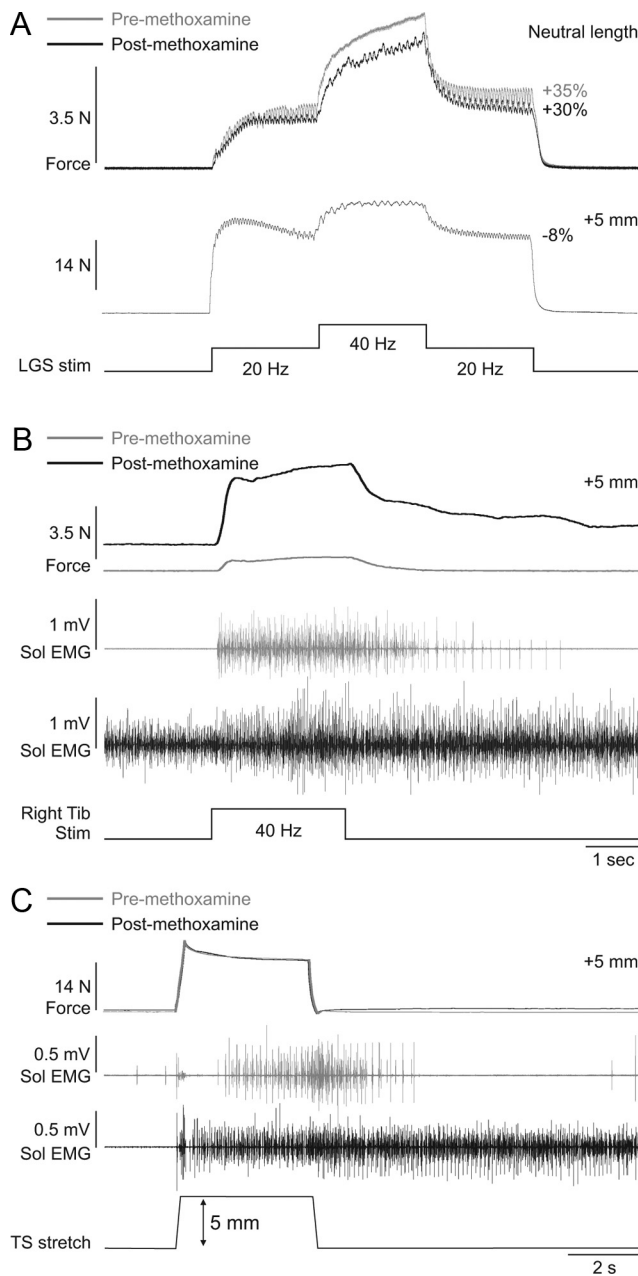 A
Pre-methoxamine
Post-methoxamine
Neutral length
3.5 N
Force
+35%
+30%
+5 mm
14 N
-8%
40 Hz
LGS stim
20 Hz
20 Hz
B
Pre-methoxamine
Post-methoxamine
+5 mm
3.5 N
Force
1 mV
Sol EMG
1 mV
Sol EMG
Right Tib
Stim
40 Hz
1 sec
C
Pre-methoxamine
Post-methoxamine
+5 mm
14 N
Force
0.5 mV
Sol EMG
0.5 mV
Sol EMG
5 mm
TS stretch
2 s